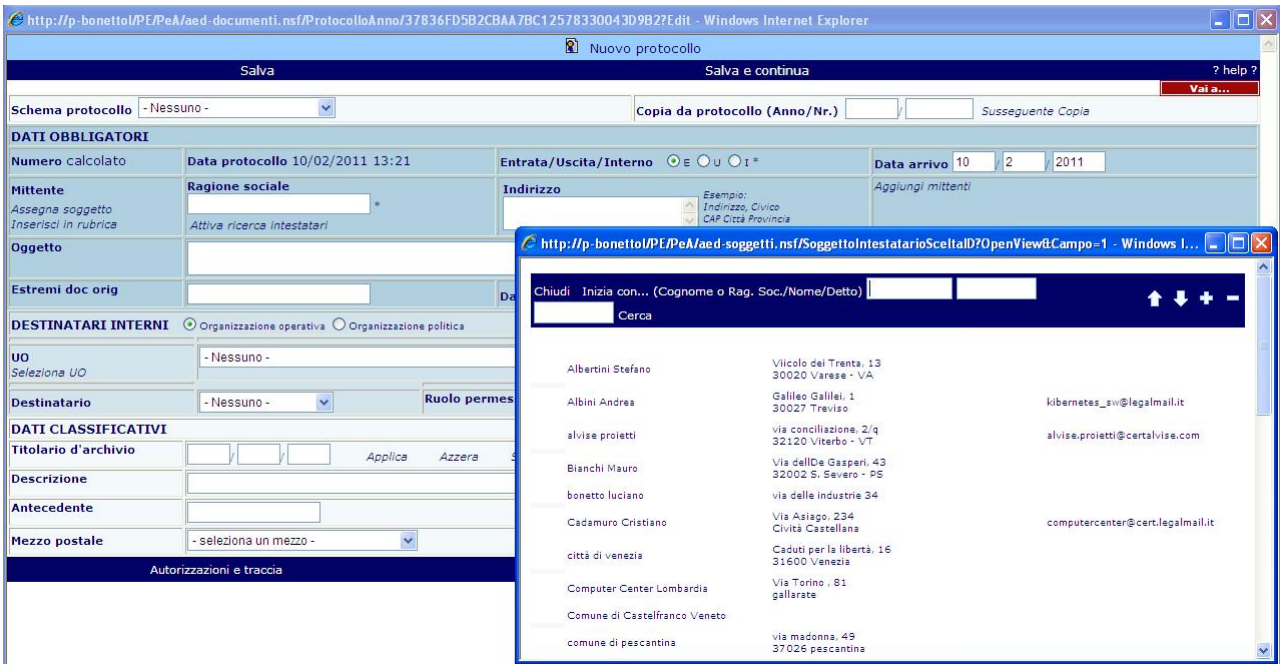 http://p-bonettol/PE/PeA/aed-documenti.nsf/ProtocolloAnno/37836FD5B2CBAA7BC12578330043D9B2?Edit - Windows Internet Explorer
Nuovo protocollo
Salva Salva e continua ? help ?
Vai a...
Schema protocollo - Nessuno - Copia da protocollo (Anno/Nr.) / Susseguente Copia
DATI OBBLIGATORI
Numero calcolato Data protocollo 10/02/2011 13:21 Entrata/Uscita/Interno E U I * Data arrivo 10 / 2 / 2011
Mittente Ragione sociale Indirizzo Esempio: Aggiungi mittenti
Assegna soggetto * Indirizzo, Civico
Inserisci in rubrica Attiva ricerca intestatari CAP Città Provincia
Oggetto
Estremi doc orig Da
DESTINATARI INTERNI Organizzazione operativa Organizzazione politica
UO - Nessuno -
Seleziona UO
Destinatario - Nessuno - Ruolo permes
DATI CLASSIFICATIVI
Titolario d'archivio / / Applica Azzera S
Descrizione
Antecedente
Mezzo postale - seleziona un mezzo -
Autorizzazioni e traccia
http://p-bonettol/PE/PeA/aed-soggetti.nsf/SoggettoIntestatarioSceltaID?OpenView&Campo=1 - Windows I...
Chiudi Inizia con... (Cognome o Rag. Soc./Nome/Detto)
Cerca
Albertini Stefano Viicolo dei Trenta, 13
30020 Varese - VA
Albini Andrea Galileo Galilei, 1 kibernetes_sw@legalmail.it
30027 Treviso
alvise proietti via conciliazione, 2/q alvise.proietti@certalvise.com
32120 Viterbo - VT
Bianchi Mauro Via dellDe Gasperi, 43
32002 S. Severo - PS
bonetto luciano via delle industrie 34
Cadamuro Cristiano Via Asiago, 234 computercenter@cert.legalmail.it
Cività Castellana
città di venezia Caduti per la libertà, 16
31600 Venezia
Computer Center Lombardia Via Torino , 81
gallarate
Comune di Castelfranco Veneto
comune di pescantina via madonna, 49
37026 pescantina